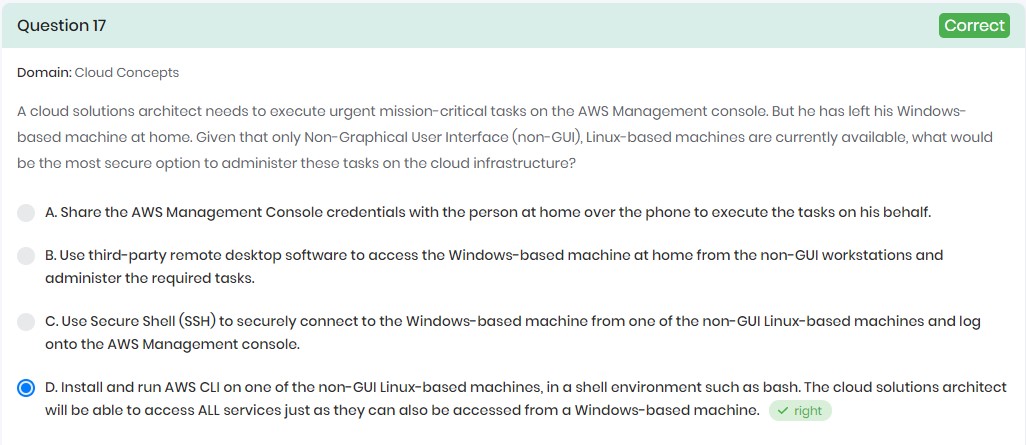 Question 17
Correct
Domain: Cloud Concepts
A cloud solutions architect needs to execute urgent mission-critical tasks on the AWS Management console. But he has left his Windows-
based machine at home. Given that only Non-Graphical User Interface (non-GUI), Linux-based machines are currently available, what would
be the most secure option to administer these tasks on the cloud infrastructure?
A. Share the AWS Management Console credentials with the person at home over the phone to execute the tasks on his behalf.
B. Use third-party remote desktop software to access the Windows-based machine at home from the non-GUI workstations and
administer the required tasks.
C. Use Secure Shell (SSH) to securely connect to the Windows-based machine from one of the non-GUI Linux-based machines and log
onto the AWS Management console.
D. Install and run AWS CLI on one of the non-GUI Linux-based machines, in a shell environment such as bash. The cloud solutions architect
will be able to access ALL services just as they can also be accessed from a Windows-based machine. right